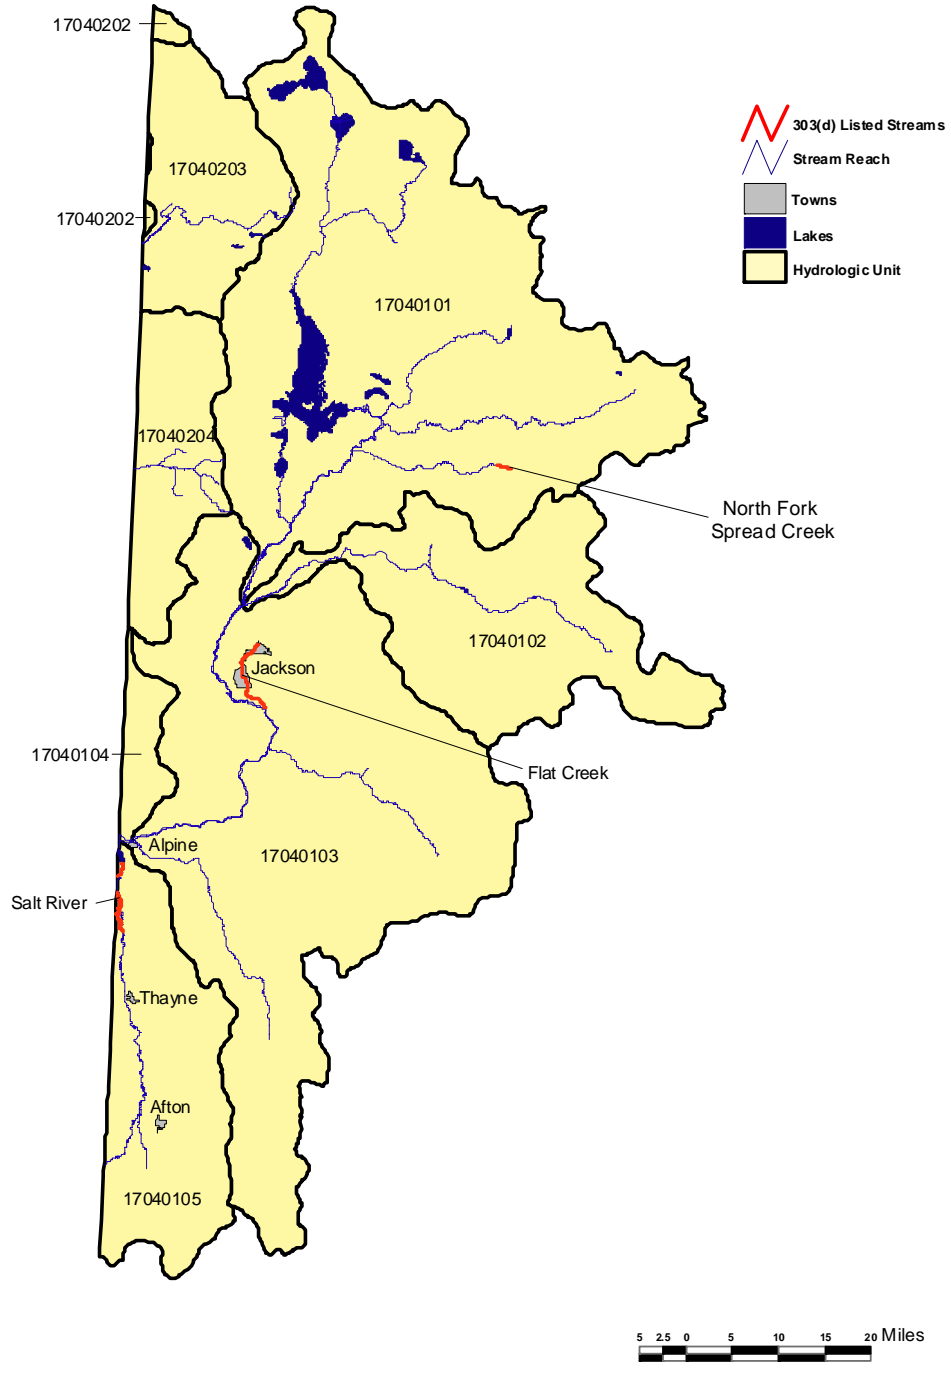 17040202
303(d) Listed Streams
Stream Reach
17040203
Towns
17040202
Lakes
Hydrologic Unit
17040101
17040204
North Fork
Spread Creek
17040102
Jackson
17040104
Flat Creek
Alpine
17040103
Salt River
Thayne
Afton
17040105
5 2.5 0 5 10 15 20 Miles